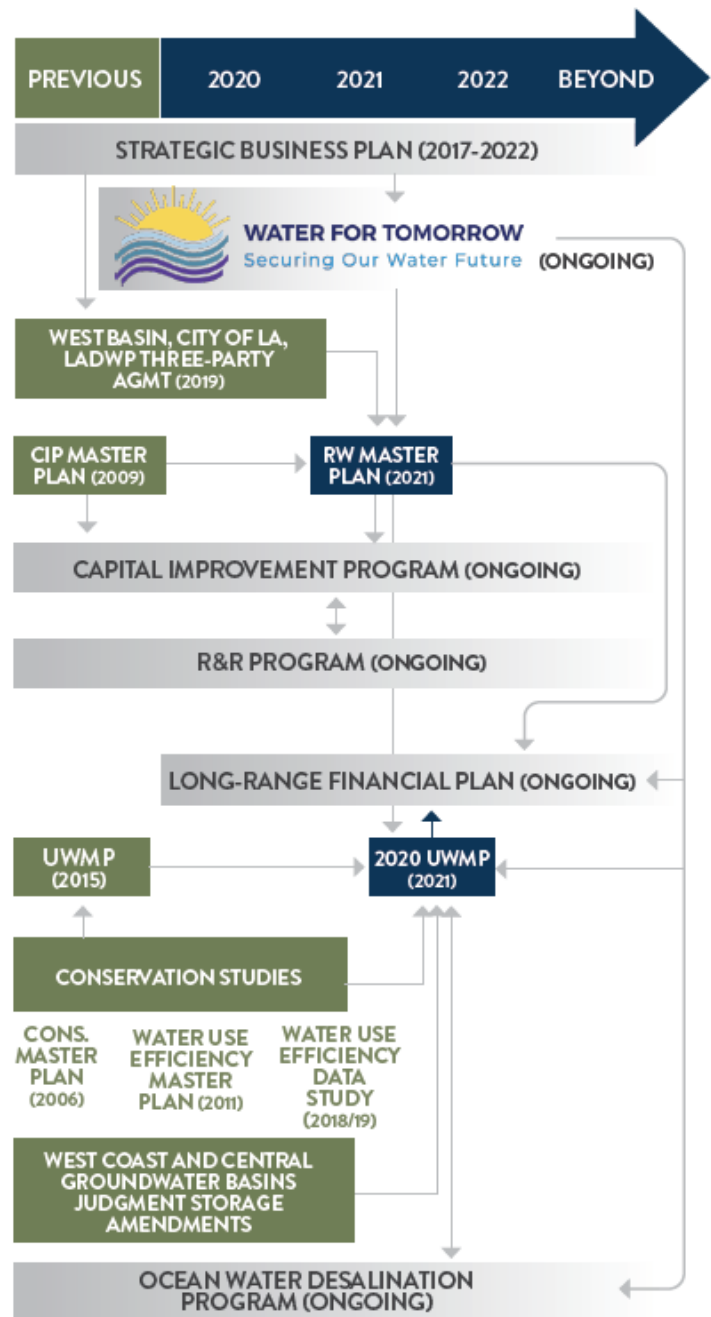 PREVIOUS 2020 2021 2022 BEYOND
STRATEGIC BUSINESS PLAN (2017-2022)
WATER FOR TOMORROW
Securing Our Water Future (ONGOING)
WEST BASIN, CITY OF LA,
LADWP THREE-PARTY
AGMT (2019)
CIP MASTER
PLAN (2009)
RW MASTER
PLAN (2021)
CAPITAL IMPROVEMENT PROGRAM (ONGOING)
R&R PROGRAM (ONGOING)
LONG-RANGE FINANCIAL PLAN (ONGOING)
UWMP
(2015)
2020 UWMP
(2021)
CONSERVATION STUDIES
CONS.
MASTER
PLAN
(2006)
WATER USE
EFFICIENCY
MASTER
PLAN (2011)
WATER USE
EFFICIENCY
DATA
STUDY
(2018/19)
WEST COAST AND CENTRAL
GROUNDWATER BASINS
JUDGMENT STORAGE
AMENDMENTS
OCEAN WATER DESALINATION
PROGRAM (ONGOING)